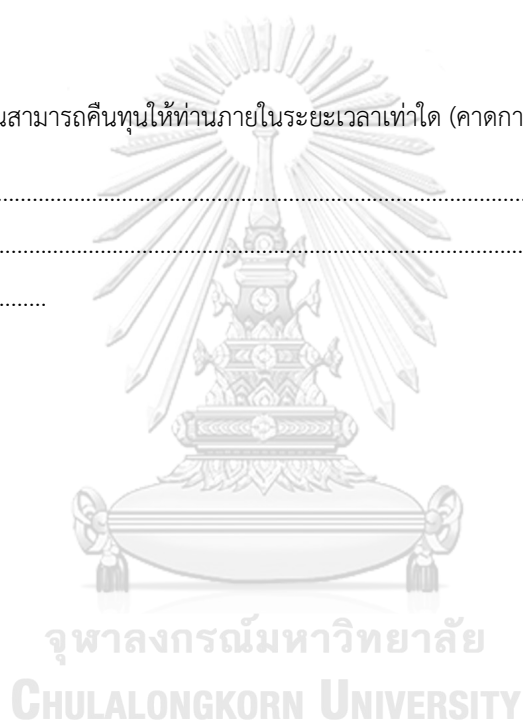 นสามารถคืนทุนให้ท่านภายในระยะเวลาเท่าใด (คาดกา
...........................................................................................................
...........................................................................................................
.........
จุฬาลงกรณ์มหาวิทยาลัย
CHULALONGKORN UNIVERSITY